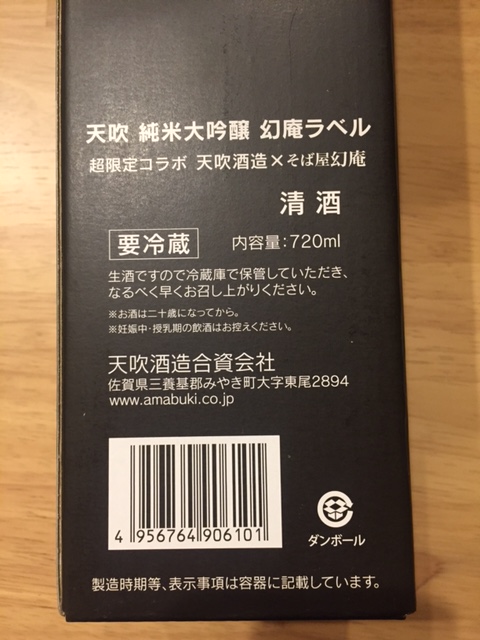 天吹 純米大吟醸 幻庵ラベル
超限定コラボ 天吹酒造×そば屋幻庵
清酒
要冷蔵 内容量:720ml
生酒ですので冷蔵庫で保管していただき、
なるべく早くお召し上がりください。
※お酒は二十歳になってから。
※妊娠中・授乳期の飲酒はお控えください。
天吹酒造合資会社
佐賀県三養基郡みやき町大字東尾2894
www.amabuki.co.jp
4 956764 906101
ダンボール
製造時期等、表示事項は容器に記載しています。